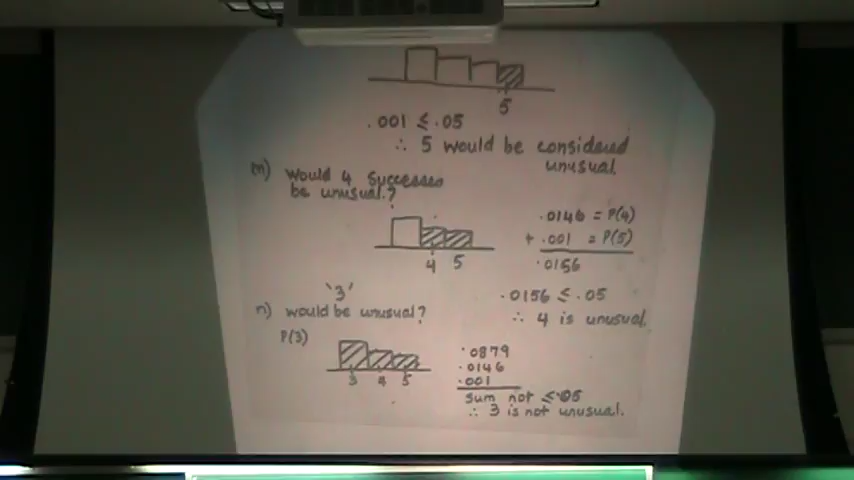 5
.001 ≤ .05
∴ 5 would be considered
unusual.
m) would 4 successes
be unusual?
4 5
.0146 = P(4)
+ .001 = P(5)
.0156
.0156 ≤ .05
∴ 4 is unusual.
'3'
n) would be unusual?
P(3)
3 4 5
.0879
.0146
.001
sum not ≤ .05
∴ 3 is not unusual.